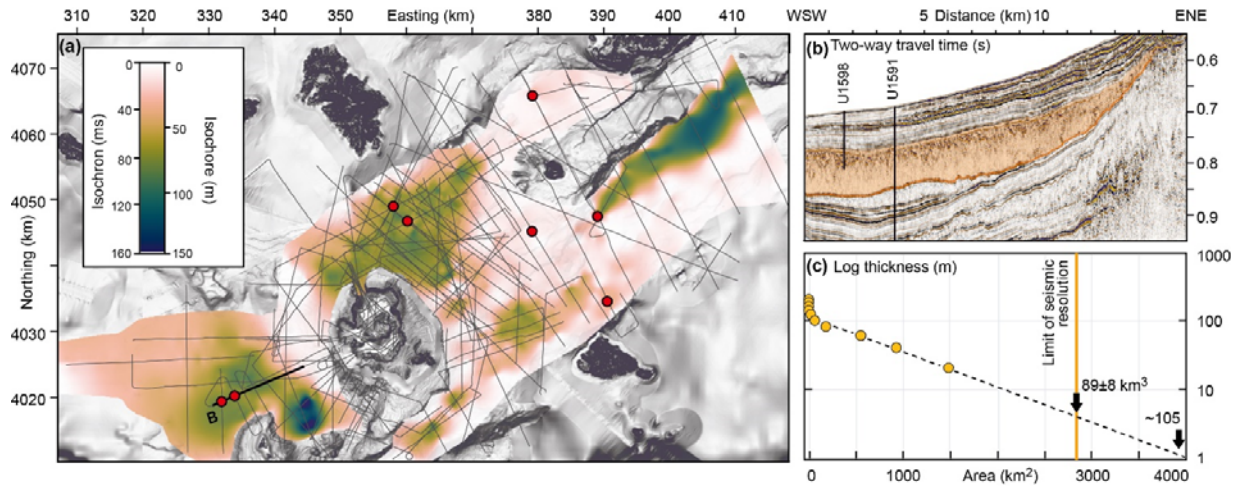 310 320 330 340 350 Easting (km) 380 390 400 410
(a)
4070
4060
4050
4040
4030
4020
Northing (km)
0 0
40
50
80
100
120
160 150
Isochron (ms)
Isochore (m)
B
WSW 5 Distance (km) 10 ENE
(b) Two-way travel time (s)
U1598
U1591
0.6
0.7
0.8
0.9
(c) Log thickness (m)
1000
100
10
1
Limit of seismic
resolution
89±8 km³
~105
0 1000 Area (km²) 3000 4000